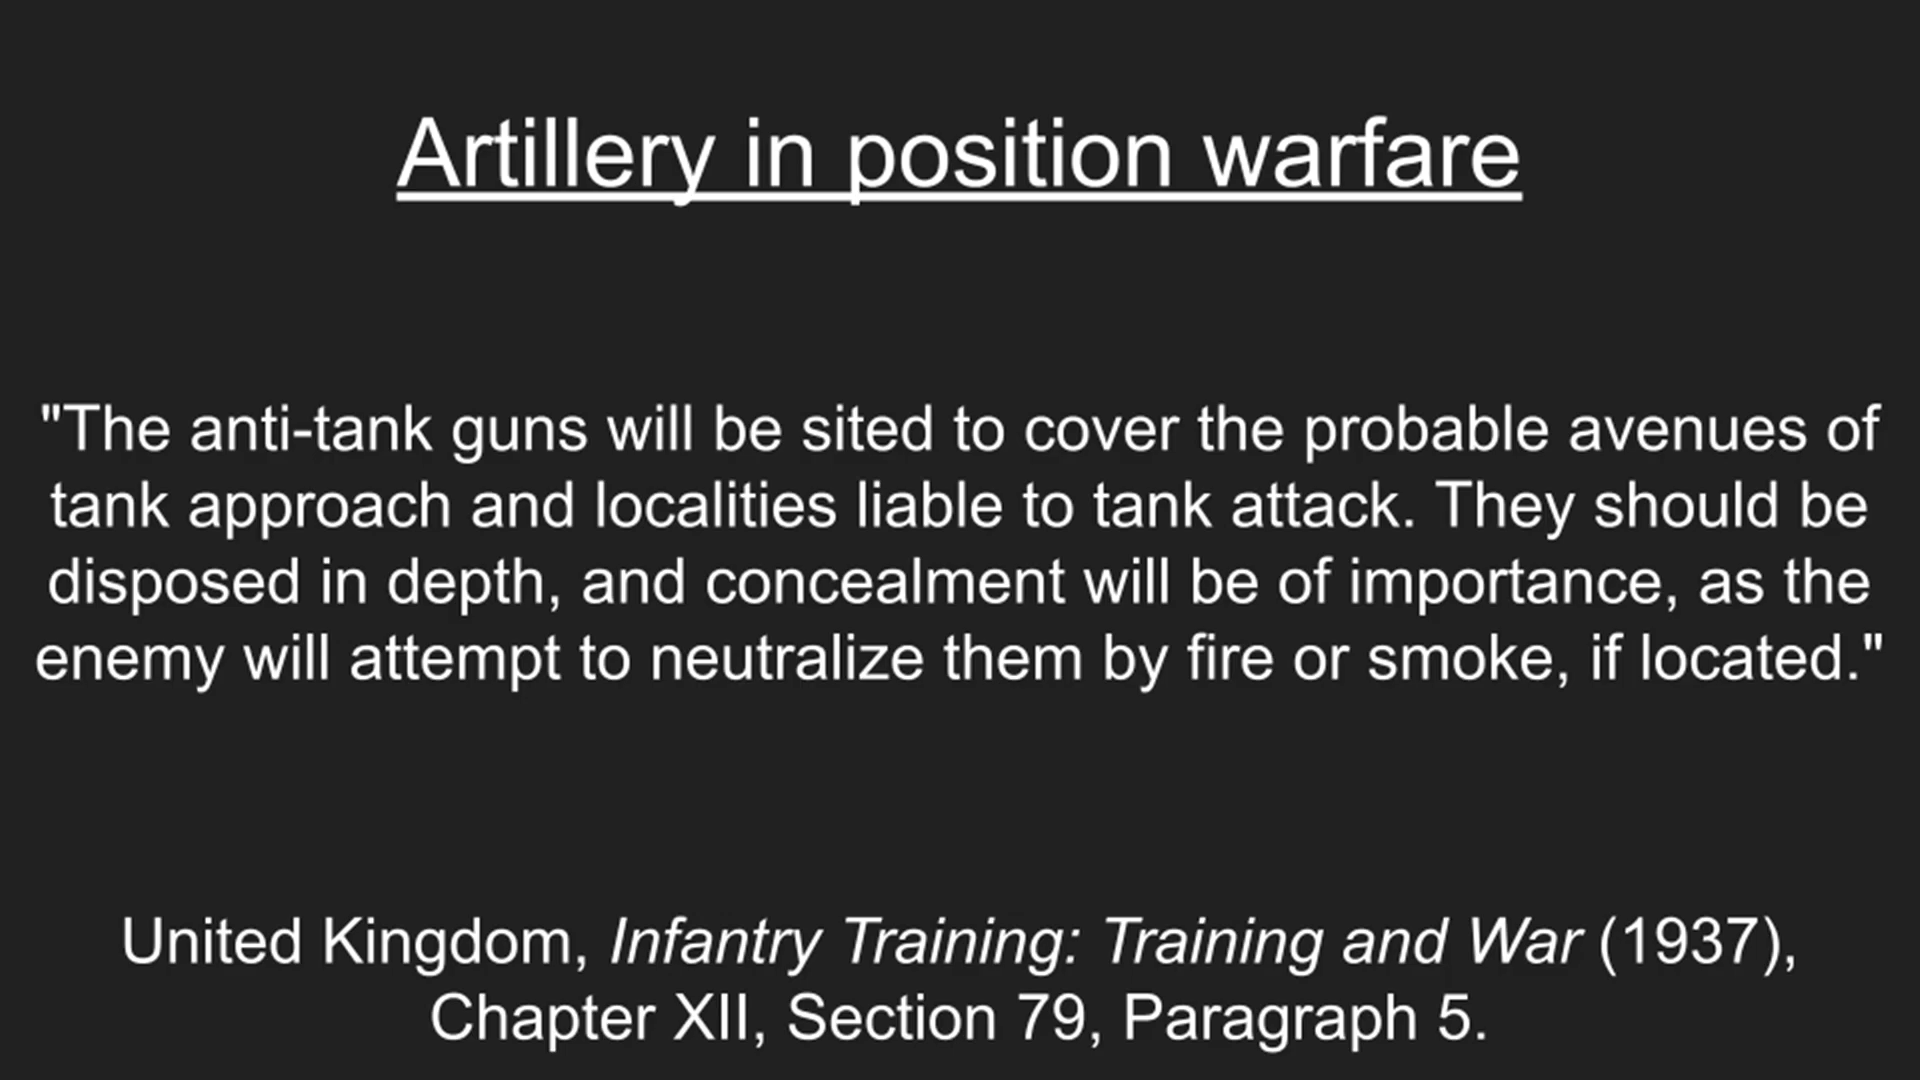 Artillery in position warfare
"The anti-tank guns will be sited to cover the probable avenues of
tank approach and localities liable to tank attack. They should be
disposed in depth, and concealment will be of importance, as the
enemy will attempt to neutralize them by fire or smoke, if located."
United Kingdom, Infantry Training: Training and War (1937),
Chapter XII, Section 79, Paragraph 5.